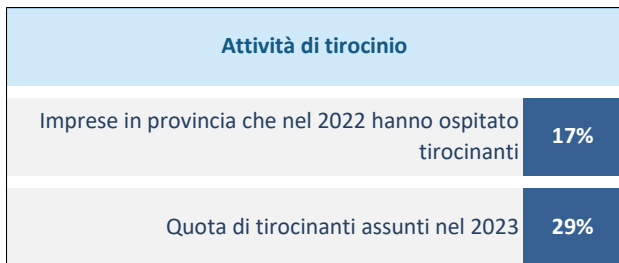 Attività di tirocinio
Imprese in provincia che nel 2022 hanno ospitato
tirocinanti
17%
Quota di tirocinanti assunti nel 2023
29%